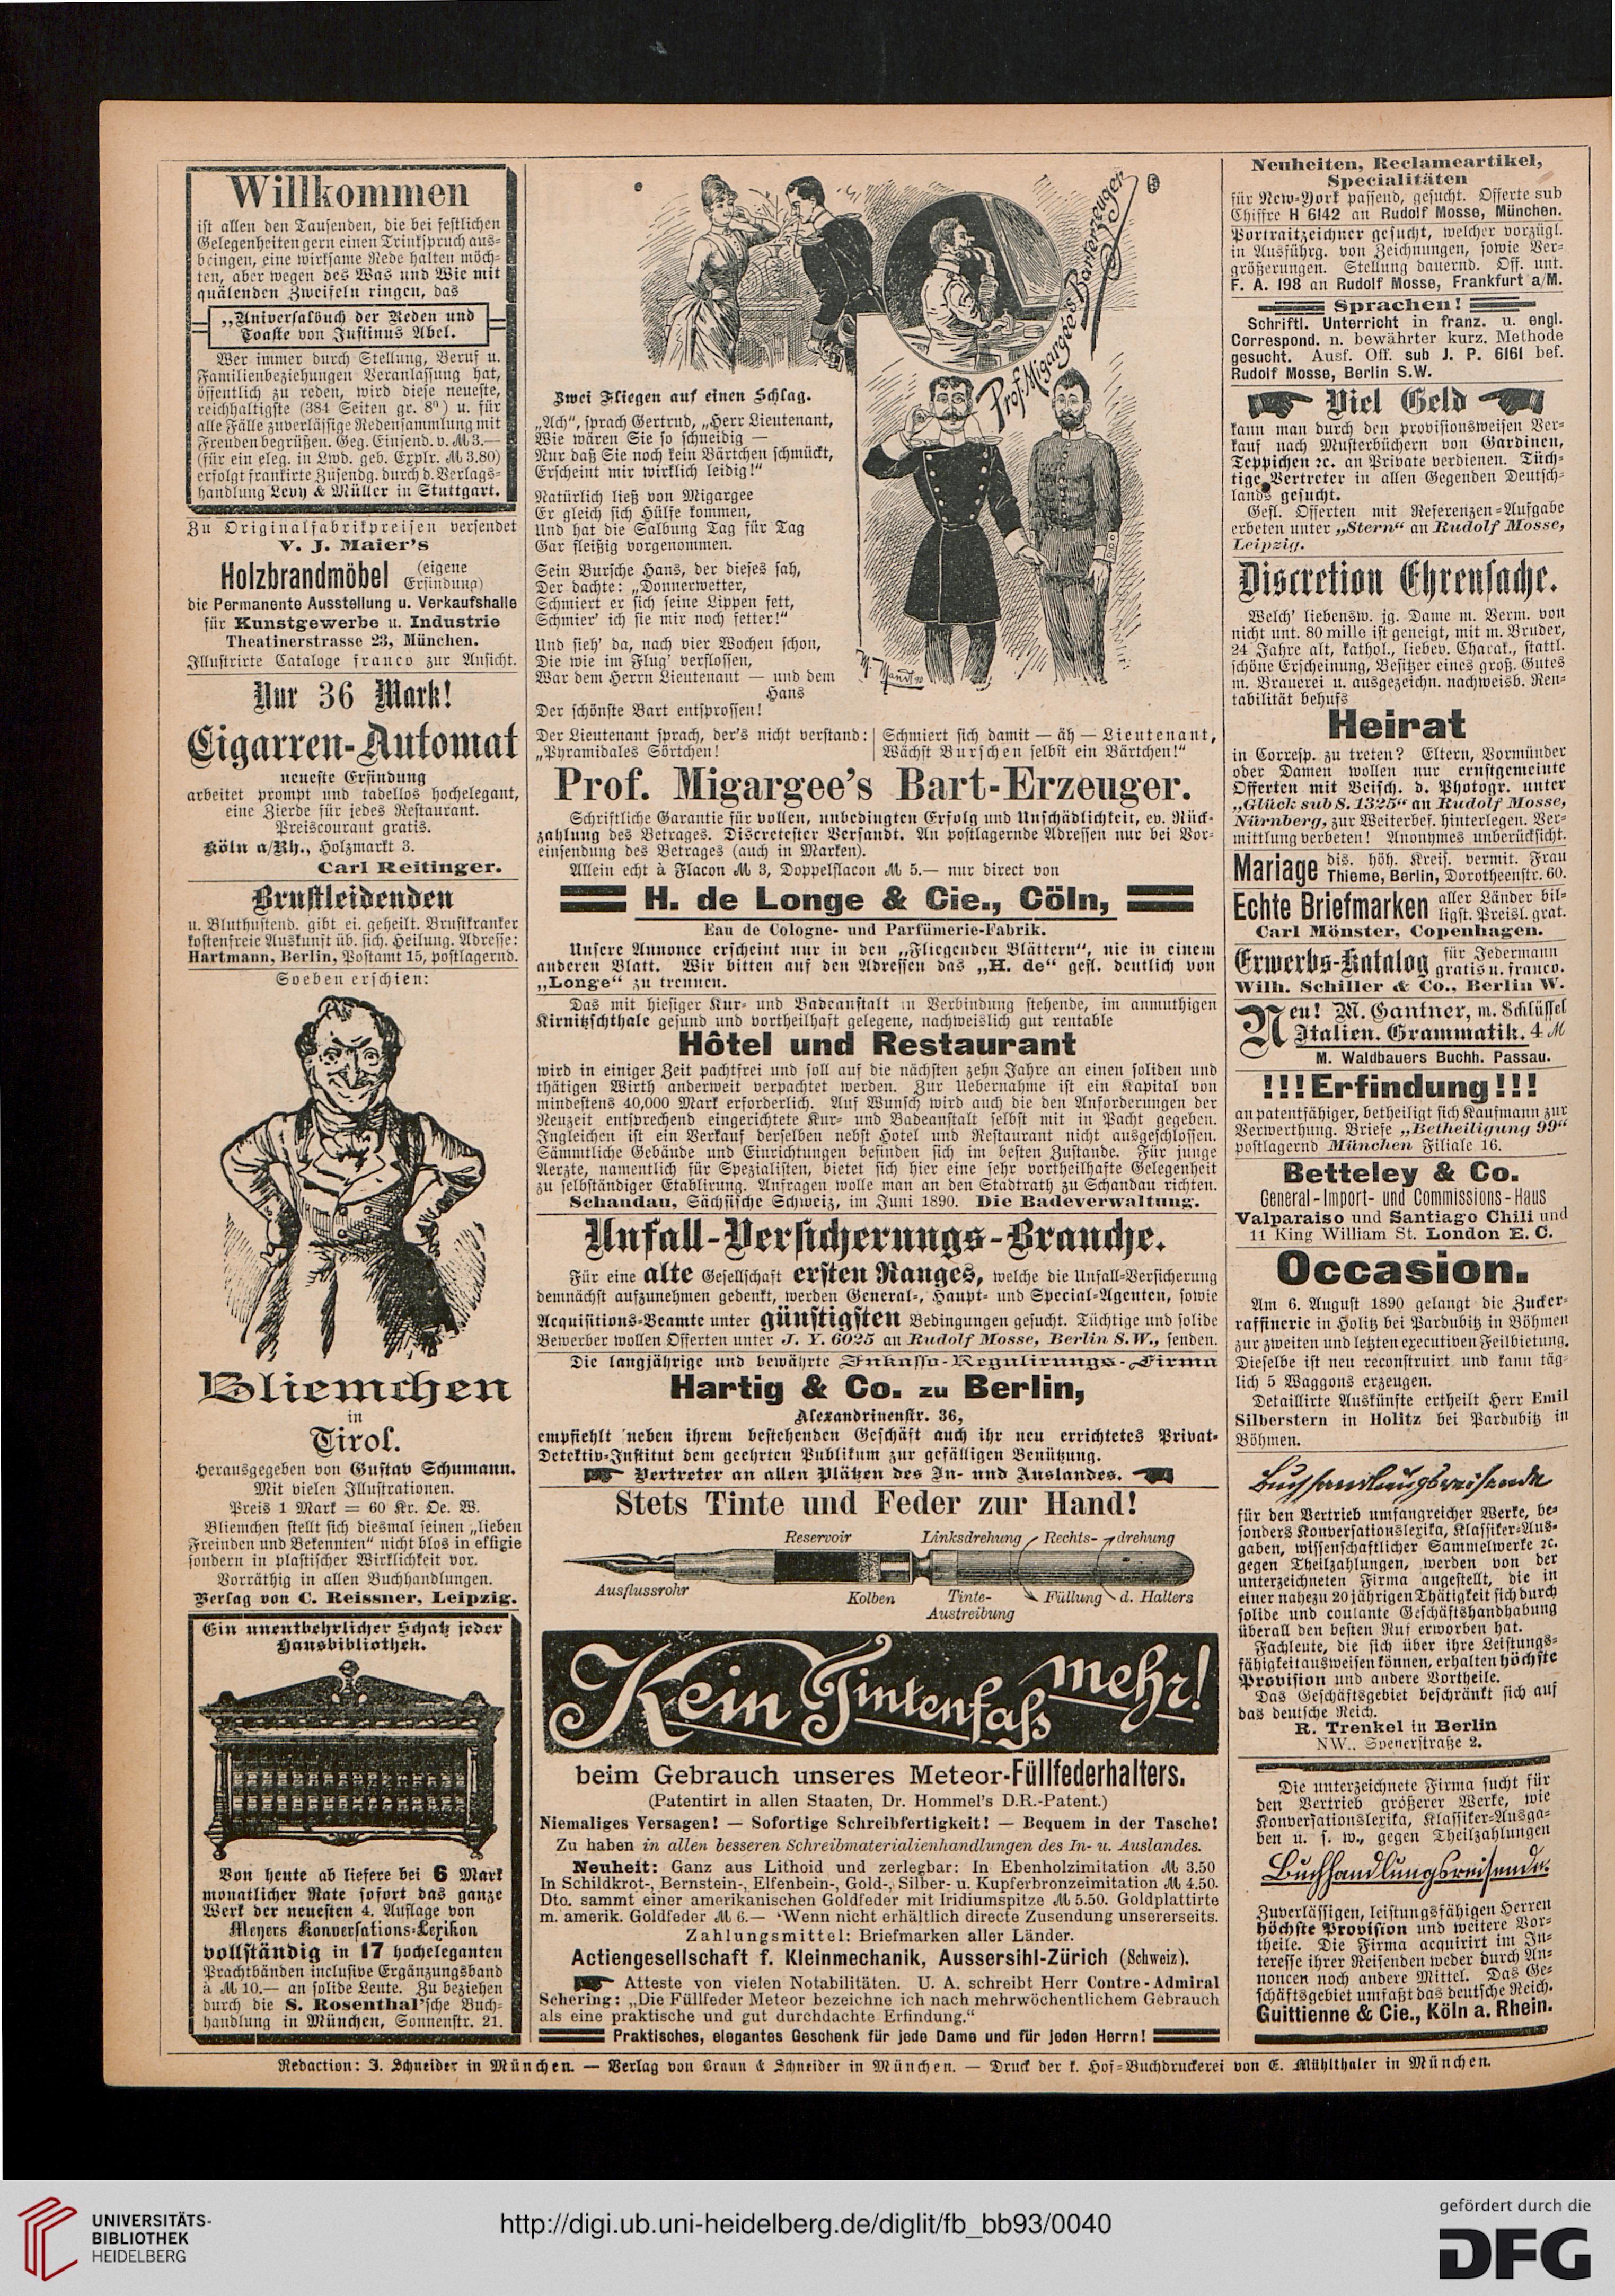 Willkommen
ist allen den Tausenden, die bei festlichen
Gelegenheiten gern einen Trinkspruch aus-
bringen, eine wirksame Rede halten möch-
ten, aber wegen des Was und Wie mit
quälenden Zweifeln ringen, das
„Universalbuch der Reden und
Toaste von Justinus Abel.
Wer immer durch Stellung, Beruf u.
Familienbeziehungen Veranlassung hat,
öffentlich zu reden, wird diese neueste,
reichhaltigste (384 Seiten gr. 8°) u. für
alle Fälle zuverlässige Redensammlung mit
Freuden begrüßen. Geg. Einsend. v. M 3.—
(für ein eleg. in Lwd. geb. Explr. M 3.80)
erfolgt frankirte Zusendg. durch d. Verlags-
handlung Levy & Müller in Stuttgart.
Zu Originalfabrikpreisen versendet
V. J. Maier's
Holzbrandmöbel (eigene
Erfindung)
die Permanente Ausstellung u. Verkaufshalle
für Kunstgewerbe u. Industrie
Theatinerstrasse 23, München.
Illustrirte Cataloge franco zur Ansicht.
Nur 36 Mark!
Cigarren-Automat
neueste Erfindung
arbeitet prompt und tadellos hochelegant,
eine Zierde für jedes Restaurant.
Preiscourant gratis.
Köln a/Rh., Holzmarkt 3.
Carl Reitinger.
Brustleidenden
u. Bluthustend. gibt ei. geheilt. Brustkranker
kostenfreie Auskunft üb. sich. Heilung. Adresse:
Hartmann, Berlin, Postamt 15, postlagernd.
Soeben erschien:
Bliemchen
in
Tirol.
Herausgegeben von Gustav Schumann.
Mit vielen Illustrationen.
Preis 1 Mark = 60 Kr. Oe. W.
Bliemchen stellt sich diesmal seinen „lieben
Freinden und Bekennten" nicht blos in effigie
sondern in plastischer Wirklichkeit vor.
Vorräthig in allen Buchhandlungen.
Verlag von C. Reissner, Leipzig.
Ein unentbehrlicher Schatz jeder
Hausbibliothek.
Von heute ab liefere bei 6 Mark
monatlicher Rate sofort das ganze
Werk der neuesten 4. Auflage von
Meyers Konversations-Lexikon
vollständig in 17 hocheleganten
Prachtbänden inclusive Ergänzungsband
à M 10.— an solide Leute. Zu beziehen
durch die S. Rosenthal'sche Buch-
handlung in München, Sonnenstr. 21.
Prof. Migargées Barterzeuger
Zwei Fliegen auf einen Schlag.
„Ach", sprach Gertrud, „Herr Lieutenant,
Wie wären Sie so schneidig —
Nur daß Sie noch kein Bärtchen schmückt,
Erscheint mir wirklich leidig!"
Natürlich ließ von Migargee
Er gleich sich Hülfe kommen,
Und hat die Salbung Tag für Tag
Gar fleißig vorgenommen.
Sein Bursche Hans, der dieses sah,
Der dachte: „Donnerwetter,
Schmiert er sich seine Lippen fett,
Schmier' ich sie mir noch fetter!"
Und sieh' da, nach vier Wochen schon,
Die wie im Flug' verflossen,
War dem Herrn Lieutenant — und dem
Hans
Der schönste Bart entsprossen!
Der Lieutenant sprach, der's nicht verstand:
„Pyramidales Sörtchen!
Schmiert sich damit — äh — Lieutenant,
Wächst Burschen selbst ein Bärtchen!"
Prof. Migargee's Bart-Erzeuger.
Schriftliche Garantie für vollen, unbedingten Erfolg und Unschädlichkeit, ev. Rück-
zahlung des Betrages. Discretester Versandt. An postlagernde Adressen nur bei Vor-
einsendung des Betrages (auch in Marken).
Allein echt à Flacon M 3, Doppelflacon M 5.— nur direct von
H. de Longe & Cie., Cöln,
Eau de Cologne- und Parfümerie-Fabrik.
Unsere Annonce erscheint nur in den „Fliegenden Blättern", nie in einem
anderen Blatt. Wir bitten auf den Adressen das „H. de" gefl. deutlich von
„Longe" zu trennen.
Das mit hiesiger Kur- und Badeanstalt in Verbindung stehende, im anmuthigen
Kirnitzschthale gesund und vortheilhaft gelegene, nachweislich gut rentable
Hôtel und Restaurant
wird in einiger Zeit pachtfrei und soll auf die nächsten zehn Jahre an einen soliden und
thätigen Wirth anderweit verpachtet werden. Zur Uebernahme ist ein Kapital von
mindestens 40,000 Mark erforderlich. Auf Wunsch wird auch die den Anforderungen der
Neuzeit entsprechend eingerichtete Kur- und Badeanstalt selbst mit in Pacht gegeben.
Ingleichen ist ein Verkauf derselben nebst Hotel und Restaurant nicht ausgeschlossen.
Sämmtliche Gebäude und Einrichtungen befinden sich im besten Zustande. Für junge
Aerzte, namentlich für Spezialisten, bietet sich hier eine sehr vortheilhafte Gelegenheit
zu selbständiger Etablirung. Anfragen wolle man an den Stadtrath zu Schandau richten.
Schandau, Sächsische Schweiz, im Juni 1890. Die Badeverwaltung.
Unfall-Versicherungs-Branche.
Für eine alte Gesellschaft ersten Ranges, welche die Unfall-Versicherung
demnächst aufzunehmen gedenkt, werden General-, Haupt- und Special-Agenten, sowie
Acquisitions-Beamte unter günstigsten Bedingungen gesucht. Tüchtige und solide
Bewerber wollen Offerten unter J. Y. 6025 an Rudolf Mosse, Berlin S.W., senden.
Die langjährige und bewährte Inkasso-Regulirungs-Firma
Hartig & Co. zu Berlin,
Alexandrinenstr. 36,
empfiehlt neben ihrem bestehenden Geschäft auch ihr neu errichtetes Privat-
Detektiv-Institut dem geehrten Publikum zur gefälligen Benützung.
Vertreter an allen Plätzen des In- und Auslandes.
Stets Tinte und Feder zur Hand!
Reservoir Linksdrehung Rechts- drehung
Ausflussrohr Kolben Tinte- Füllung d. Halters
Austreibung
Kein Tintenfass mehr!
beim Gebrauch unseres Meteor-Füllfederhalters.
(Patentirt in allen Staaten, Dr. Hommel's D.R.-Patent.)
Niemaliges Versagen! — Sofortige Schreibfertigkeit! — Bequem in der Tasche!
Zu haben in allen besseren Schreibmaterialienhandlungen des In- u. Auslandes.
Neuheit: Ganz aus Lithoid und zerlegbar: In Ebenholzimitation M 3.50
In Schildkrot-, Bernstein-, Elfenbein-, Gold-, Silber- u. Kupferbronzeimitation M 4.50.
Dto. sammt einer amerikanischen Goldfeder mit Iridiumspitze M 5.50. Goldplattirte
m. amerik. Goldfeder M 6.— Wenn nicht erhältlich directe Zusendung unsererseits.
Zahlungsmittel: Briefmarken aller Länder.
Actiengesellschaft f. Kleinmechanik, Aussersihl-Zürich (Schweiz).
Atteste von vielen Notabilitäten. U. A. schreibt Herr Contre-Admiral
Schering: „Die Füllfeder Meteor bezeichne ich nach mehrwöchentlichem Gebrauch
als eine praktische und gut durchdachte Erfindung."
Praktisches, elegantes Geschenk für jede Dame und für jeden Herrn!
Neuheiten, Reclameartikel,
Specialitäten
für New-York passend, gesucht. Offerte sub
Chiffre H 6142 an Rudolf Mosse, München.
Portraitzeichner gesucht, welcher vorzügl.
in Ausführg. von Zeichnungen, sowie Ver-
größerungen. Stellung dauernd. Off. unt.
F. A. 198 an Rudolf Mosse, Frankfurt a/M.
Sprachen!
Schriftl. Unterricht in franz. u. engl.
Correspond. n. bewährter kurz. Methode
gesucht. Ausf. Off. sub J. P. 6161 bef.
Rudolf Mosse, Berlin S.W.
Viel Geld
kann man durch den provisionsweisen Ver-
kauf nach Musterbüchern von Gardinen,
Teppichen ꝛc. an Private verdienen. Tüch-
tige Vertreter in allen Gegenden Deutsch-
lands gesucht.
Gefl. Offerten mit Referenzen-Aufgabe
erbeten unter „Stern" an Rudolf Mosse,
Leipzig.
Discretion Ehrensache.
Welch' liebensw. jg. Dame m. Verm. von
nicht unt. 80 mille ist geneigt, mit m. Bruder,
24 Jahre alt, kathol., liebev. Charak., stattl.
schöne Erscheinung, Besitzer eines groß. Gutes
m. Brauerei u. ausgezeichn. nachweisb. Ren-
tabilität behufs
Heirat
in Corresp. zu treten? Eltern, Vormünder
oder Damen wollen nur ernstgemeinte
Offerten mit Beisch. d. Photogr. unter
„Glück sub S. 1325" an Rudolf Mosse,
Nürnberg, zur Weiterbef. hinterlegen. Ver-
mittlung verbeten! Anonymes unberücksicht.
Mariage dis. höh. Kreis. vermit. Frau
Thieme, Berlin, Dorotheenstr. 60.
Echte Briefmarken aller Länder bil-
ligst. Preisl. grat.
Carl Mönster, Copenhagen.
Erwerbs-Katalog für Jedermann
gratis u. franco.
Wilh. Schiller & Co., Berlin W.
Neu! M. Gantner, m. Schlüssel
Italien. Grammatik. 4 M
M. Waldbauers Buchh. Passau.
!!!Erfindung!!!
an patentfähiger, betheiligt sich Kaufmann zur
Verwerthung. Briefe „Betheiligung 99"
postlagernd München Filiale 16.
Betteley & Co.
General-Import- und Commissions-Haus
Valparaiso und Santiago Chili und
11 King William St. London E. C.
Occasion.
Am 6. August 1890 gelangt die Zucker-
raffinerie in Holitz bei Pardubitz in Böhmen
zur zweiten und letzten executiven Feilbietung.
Dieselbe ist neu reconstruirt und kann täg-
lich 5 Waggons erzeugen.
Detaillirte Auskünfte ertheilt Herr Emil
Silberstern in Holitz bei Pardubitz in
Böhmen.
Buchhandlungsreisende
für den Vertrieb umfangreicher Werke, be-
sonders Konversationslexika, Klassiker-Aus-
gaben, wissenschaftlicher Sammelwerke ꝛc.
gegen Theilzahlungen, werden von der
unterzeichneten Firma angestellt, die in
einer nahezu 20jährigen Thätigkeit sich durch
solide und coulante Geschäftshandhabung
überall den besten Ruf erworben hat.
Fachleute, die sich über ihre Leistungs-
fähigkeit ausweisen können, erhalten höchste
Provision und andere Vortheile.
Das Geschäftsgebiet beschränkt sich auf
das deutsche Reich.
R. Trenkel in Berlin
NW., Spenerstraße 2.
Die unterzeichnete Firma sucht für
den Vertrieb größerer Werke, wie
Konversationslexika, Klassiker-Ausga-
ben u. s. w., gegen Theilzahlungen
Buchhandlungsreisende.
Zuverlässigen, leistungsfähigen Herren
höchste Provision und weitere Vor-
theile. Die Firma acquirirt im In-
teresse ihrer Reisenden weder durch An-
noncen noch andere Mittel. Das Ge-
schäftsgebiet umfaßt das deutsche Reich.
Guittienne & Cie., Köln a. Rhein.
Redaction: J. Schneider in München. — Verlag von Braun & Schneider in München. — Druck der k. Hof-Buchdruckerei von E. Mühlthaler in München.
UNIVERSITÄTS-
BIBLIOTHEK
HEIDELBERG
http://digi.ub.uni-heidelberg.de/diglit/fb_bb93/0040
gefördert durch die
DFG